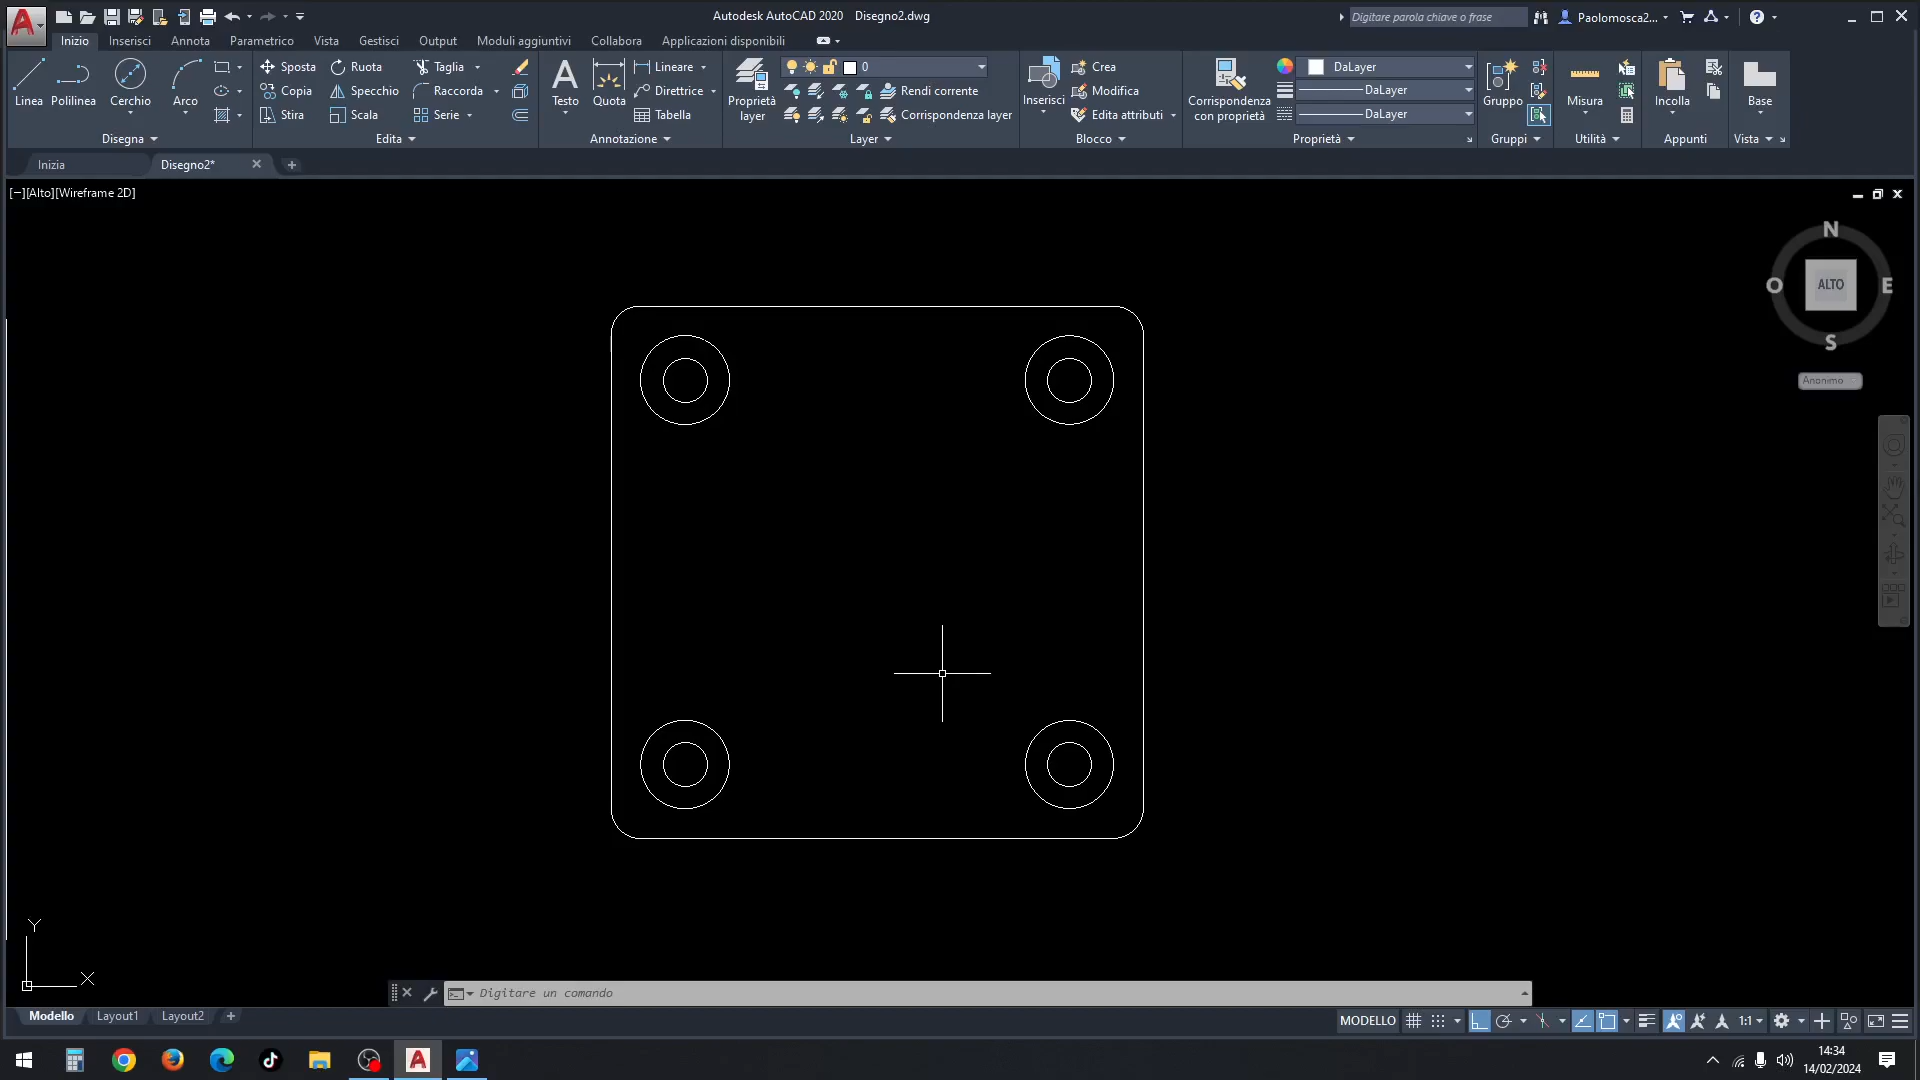 Autodesk AutoCAD 2020 Disegno2.dwg
Digitare parola chiave o frase
Paolomosca2...
Inizio Inserisci Annota Parametrico Vista Gestisci Output Moduli aggiuntivi Collabora Applicazioni disponibili
Linea Polilinea Cerchio Arco
Sposta Ruota Taglia
Copia Specchio Raccorda
Stira Scala Serie
Testo Quota
Lineare
Direttrice
Tabella
Proprietà
layer
0
Rendi corrente
Corrispondenza layer
Inserisci
Crea
Modifica
Edita attributi
Corrispondenza
con proprietà
DaLayer
DaLayer
DaLayer
Gruppo
Misura
Incolla
Base
Disegna Edita Annotazione Layer Blocco Proprietà Gruppi Utilità Appunti Vista
Inizia Disegno2*
[−][Alto][Wireframe 2D]
N
O ALTO E
S
Anonimo
Y
X
Digitare un comando
Modello Layout1 Layout2
MODELLO 1:1
14:34
14/02/2024